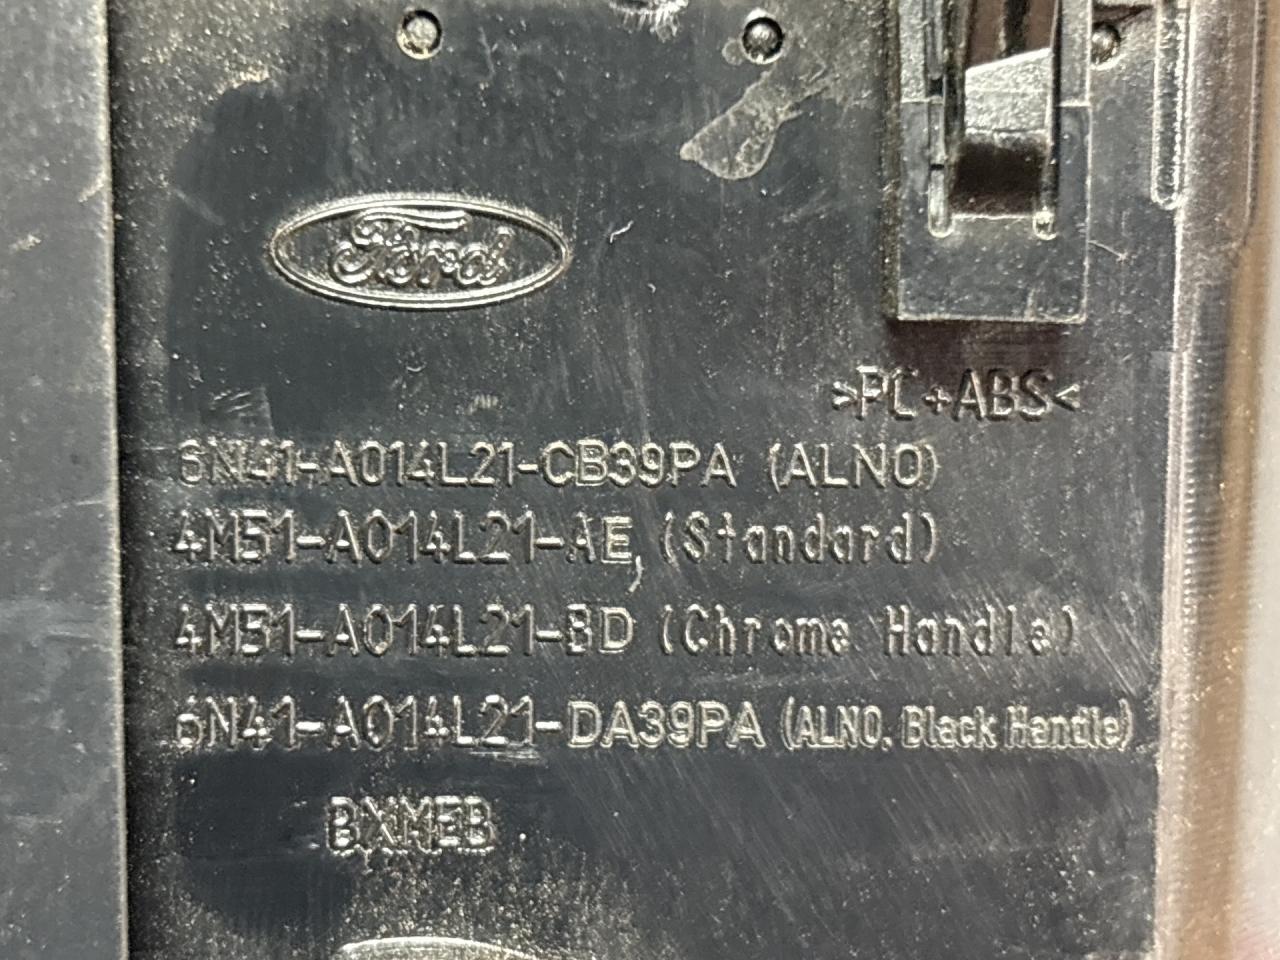 Ford
>PC+ABS<
6N41-A014L21-CB39PA (ALNO)
4M51-A014L21-AE, (Standard)
4M51-A014L21-BD (Chrome Handle)
6N41-A014L21-DA39PA (ALNO, Black Handle)
BXMEB